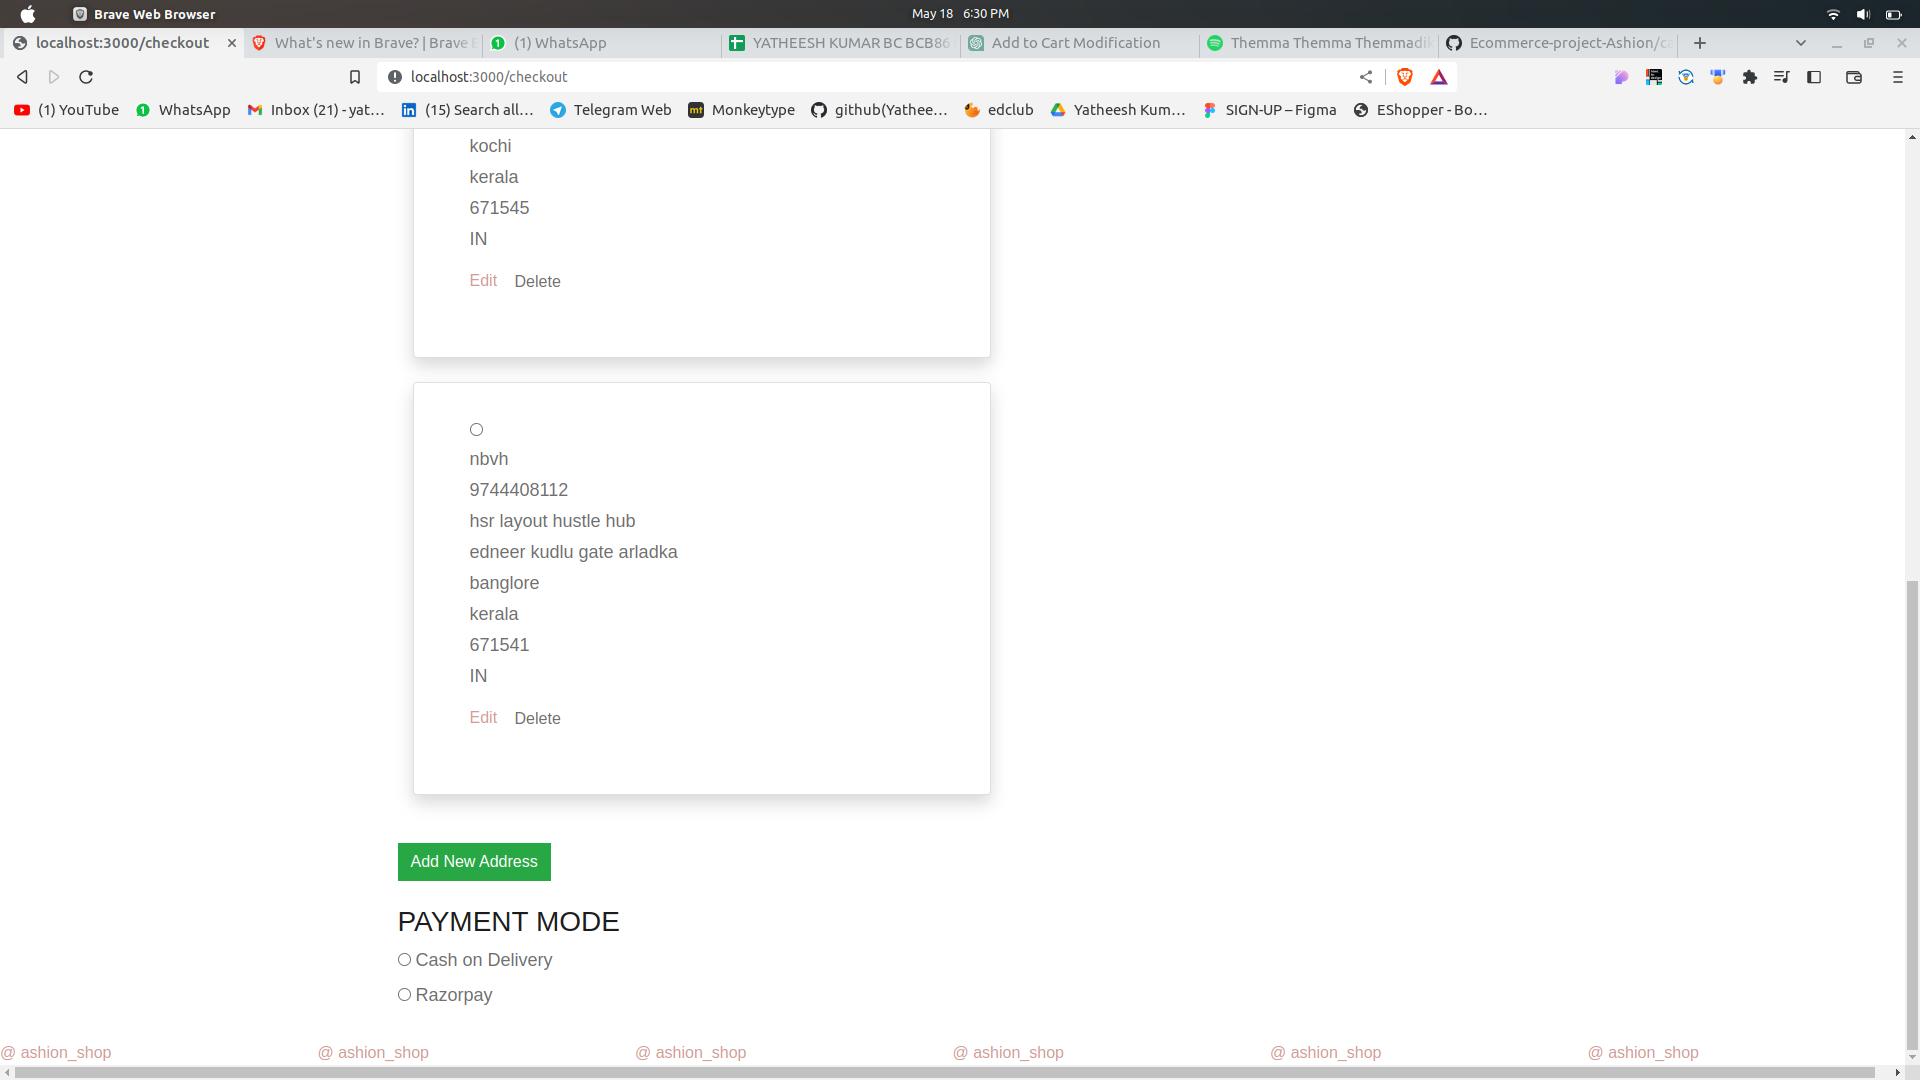 Brave Web Browser
May 18 6:30 PM
localhost:3000/checkout
What's new in Brave? | Brave
(1) WhatsApp
YATHEESH KUMAR BC BCB86
Add to Cart Modification
Themma Themma Themmadi
Ecommerce-project-Ashion/ca
localhost:3000/checkout
(1) YouTube
WhatsApp
Inbox (21) - yat...
(15) Search all...
Telegram Web
Monkeytype
github(Yathee...
edclub
Yatheesh Kum...
SIGN-UP – Figma
EShopper - Bo...
kochi
kerala
671545
IN
Edit Delete
nbvh
9744408112
hsr layout hustle hub
edneer kudlu gate arladka
banglore
kerala
671541
IN
Edit Delete
Add New Address
PAYMENT MODE
Cash on Delivery
Razorpay
@ ashion_shop @ ashion_shop @ ashion_shop @ ashion_shop @ ashion_shop @ ashion_shop